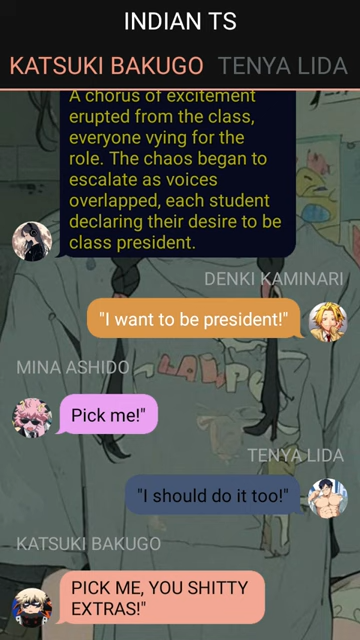 INDIAN TS
KATSUKI BAKUGO TENYA LIDA
A chorus of excitement
erupted from the class,
everyone vying for the
role. The chaos began to
escalate as voices
overlapped, each student
declaring their desire to be
class president.
DENKI KAMINARI
"I want to be president!"
MINA ASHIDO
Pick me!"
TENYA LIDA
"I should do it too!"
KATSUKI BAKUGO
PICK ME, YOU SHITTY
EXTRAS!"